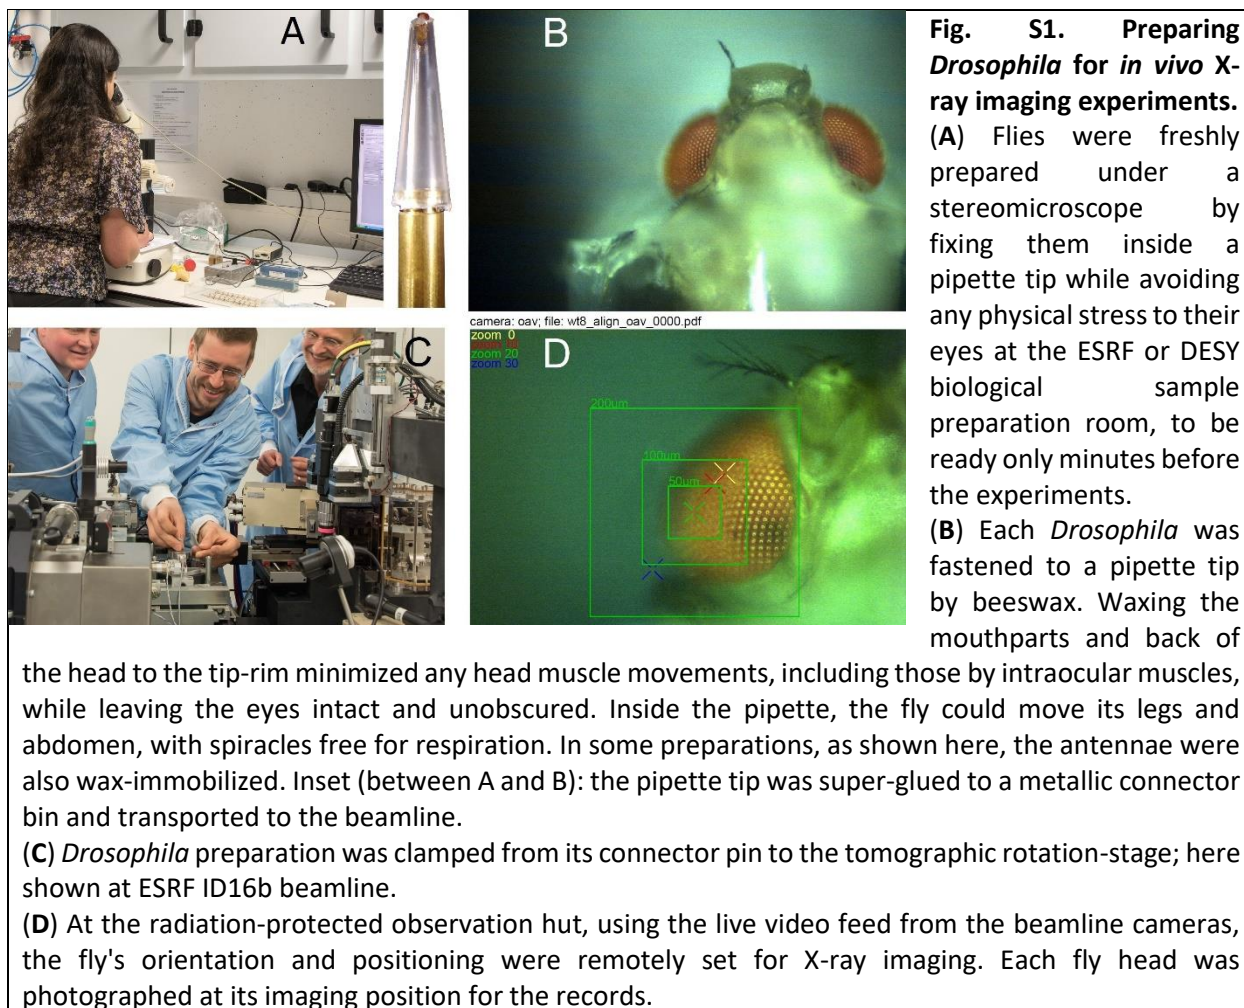 A
B
camera: oav; file: wt8_align_oav_0000.pdf
C
zoom 0
zoom 20
zoom 30
D
200um
100um
50um
Fig. S1. Preparing
Drosophila for in vivo X-
ray imaging experiments.
(A) Flies were freshly
prepared under a
stereomicroscope by
fixing them inside a
pipette tip while avoiding
any physical stress to their
eyes at the ESRF or DESY
biological sample
preparation room, to be
ready only minutes before
the experiments.
(B) Each Drosophila was
fastened to a pipette tip
by beeswax. Waxing the
mouthparts and back of
the head to the tip-rim minimized any head muscle movements, including those by intraocular muscles,
while leaving the eyes intact and unobscured. Inside the pipette, the fly could move its legs and
abdomen, with spiracles free for respiration. In some preparations, as shown here, the antennae were
also wax-immobilized. Inset (between A and B): the pipette tip was super-glued to a metallic connector
bin and transported to the beamline.
(C) Drosophila preparation was clamped from its connector pin to the tomographic rotation-stage; here
shown at ESRF ID16b beamline.
(D) At the radiation-protected observation hut, using the live video feed from the beamline cameras,
the fly's orientation and positioning were remotely set for X-ray imaging. Each fly head was
photographed at its imaging position for the records.